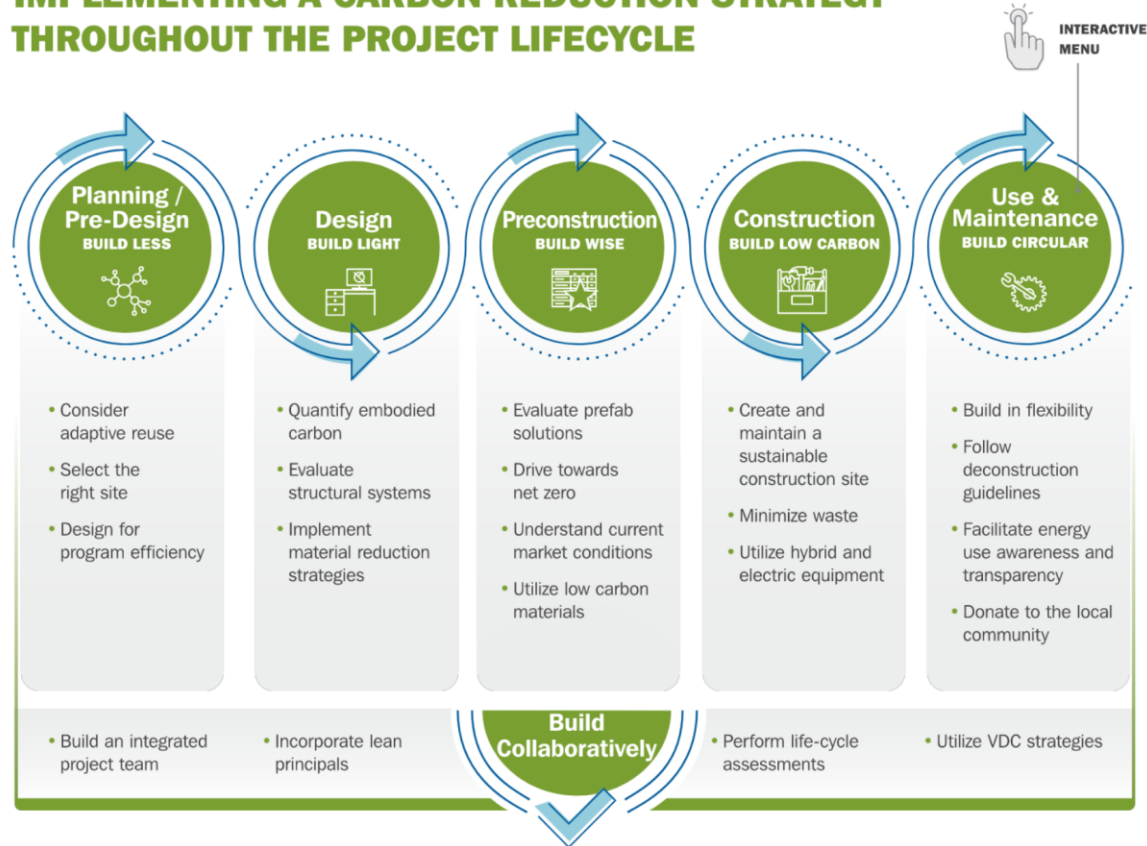 IMPLEMENTING A CARBON REDUCTION STRATEGY
THROUGHOUT THE PROJECT LIFECYCLE
INTERACTIVE
MENU
Planning /
Pre-Design
BUILD LESS
• Consider
adaptive reuse
• Select the
right site
• Design for
program efficiency
Design
BUILD LIGHT
• Quantify embodied
carbon
• Evaluate
structural systems
• Implement
material reduction
strategies
Preconstruction
BUILD WISE
• Evaluate prefab
solutions
• Drive towards
net zero
• Understand current
market conditions
• Utilize low carbon
materials
Construction
BUILD LOW CARBON
• Create and
maintain a
sustainable
construction site
• Minimize waste
• Utilize hybrid and
electric equipment
Use &
Maintenance
BUILD CIRCULAR
• Build in flexibility
• Follow
deconstruction
guidelines
• Facilitate energy
use awareness and
transparency
• Donate to the local
community
• Build an integrated
project team
• Incorporate lean
principals
Build
Collaboratively
• Perform life-cycle
assessments
• Utilize VDC strategies